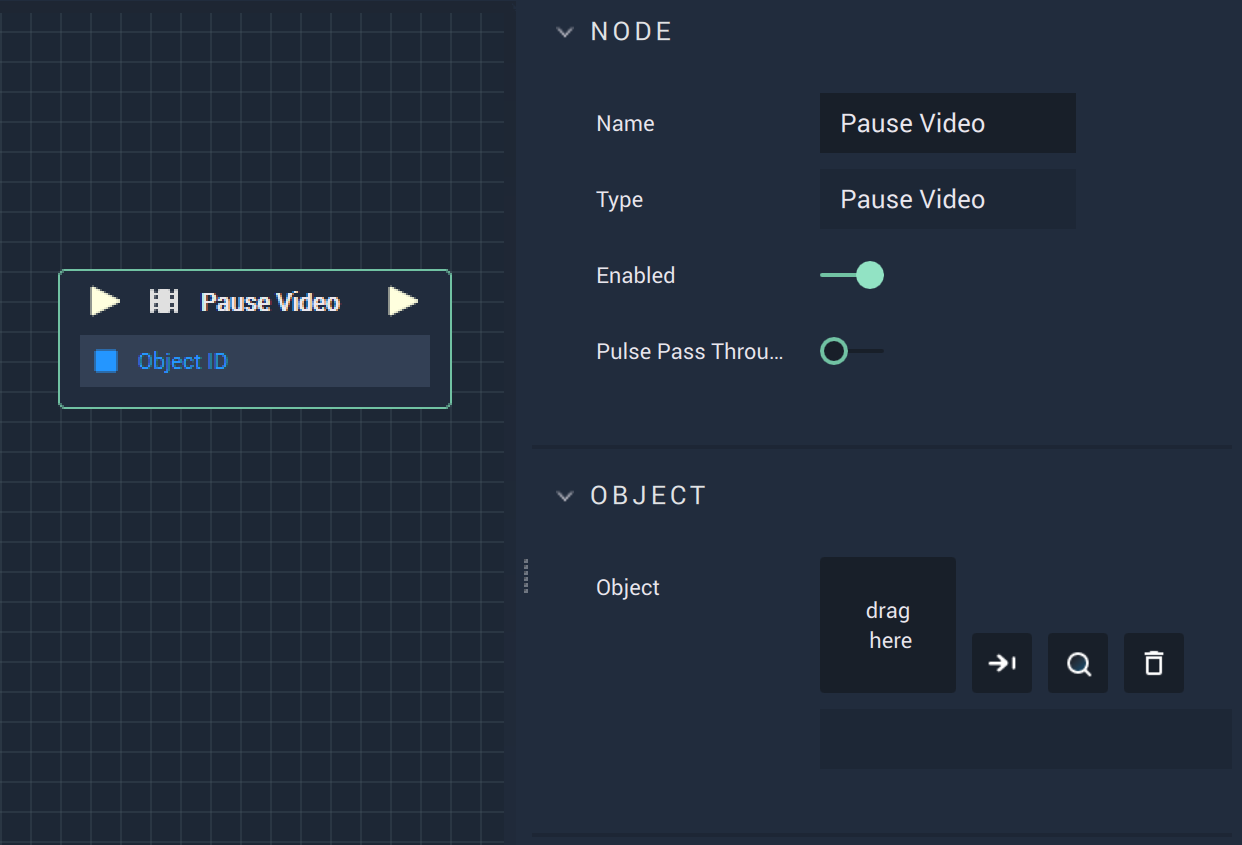 Pause Video
Object ID
NODE
Name
Pause Video
Type
Pause Video
Enabled
Pulse Pass Throu...
OBJECT
Object
drag
here